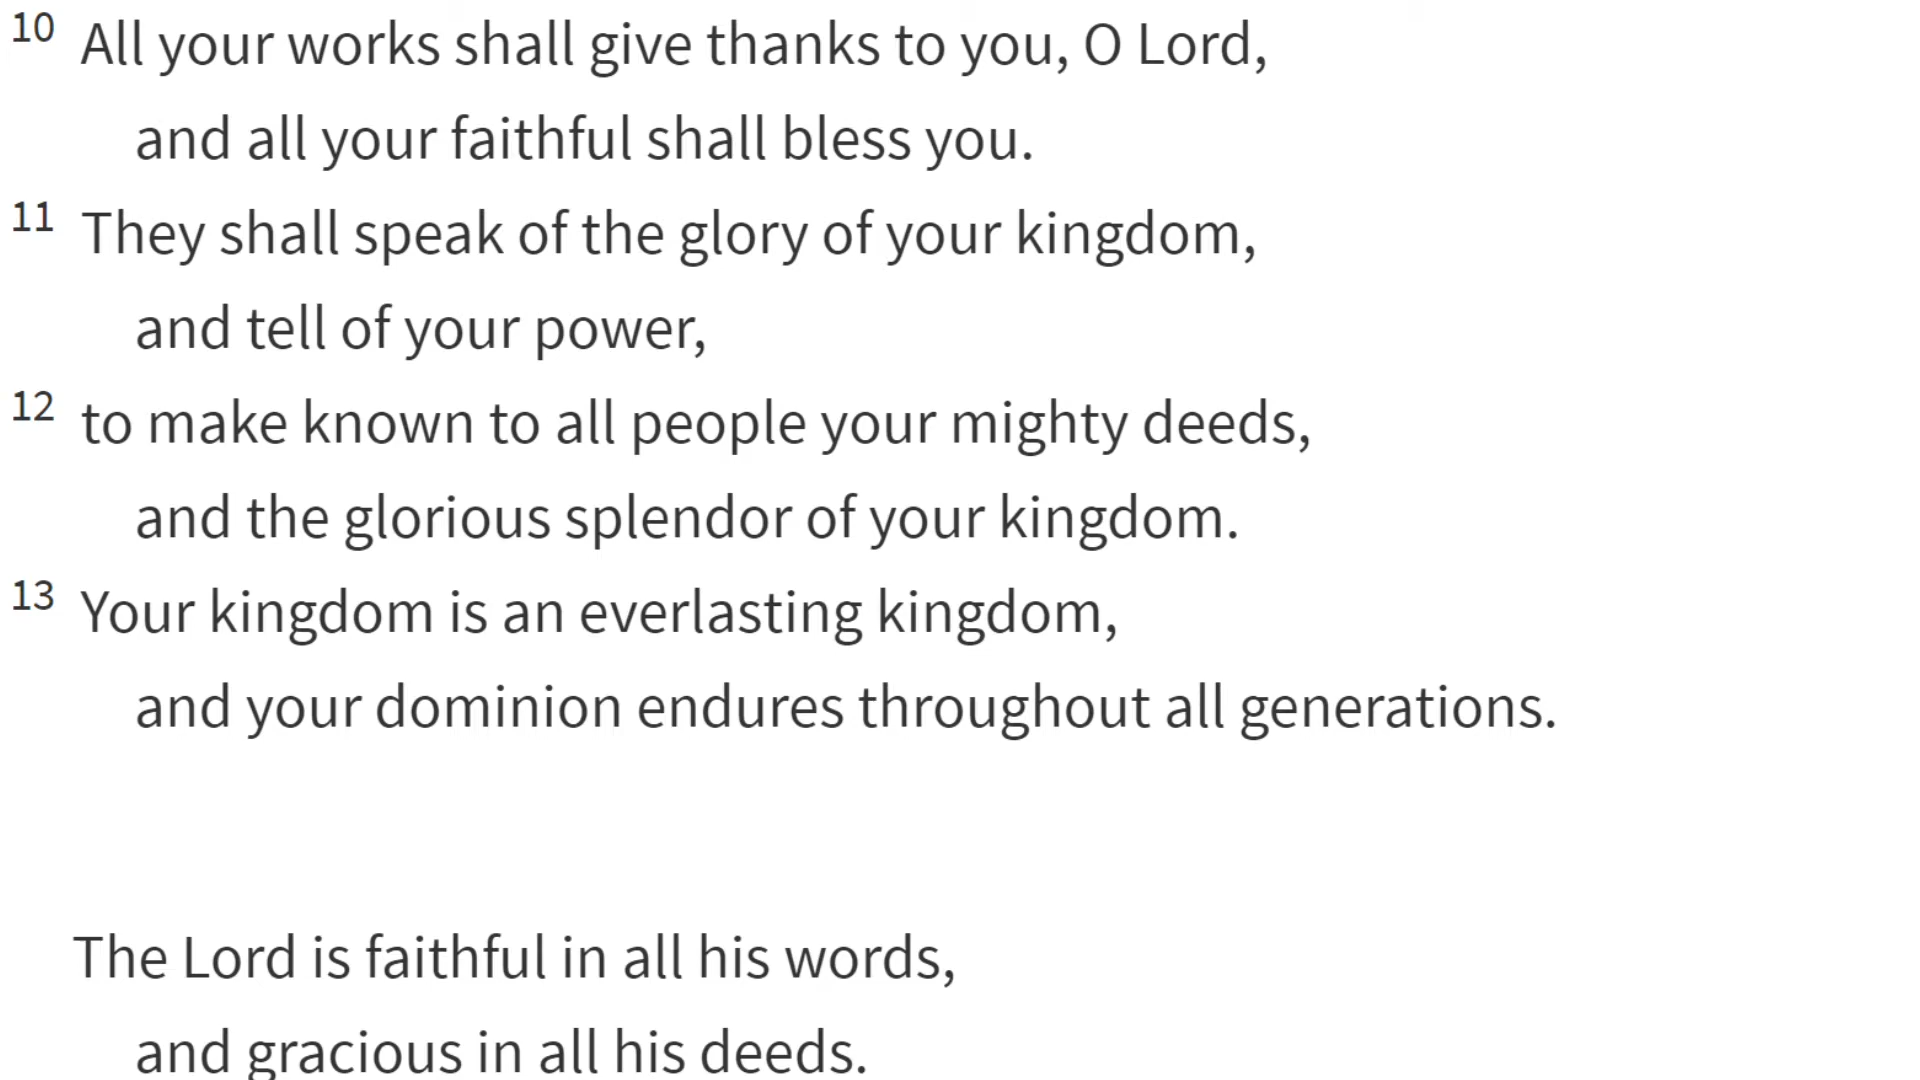 10 All your works shall give thanks to you, O Lord,
and all your faithful shall bless you.
11 They shall speak of the glory of your kingdom,
and tell of your power,
12 to make known to all people your mighty deeds,
and the glorious splendor of your kingdom.
13 Your kingdom is an everlasting kingdom,
and your dominion endures throughout all generations.
The Lord is faithful in all his words,
and gracious in all his deeds.